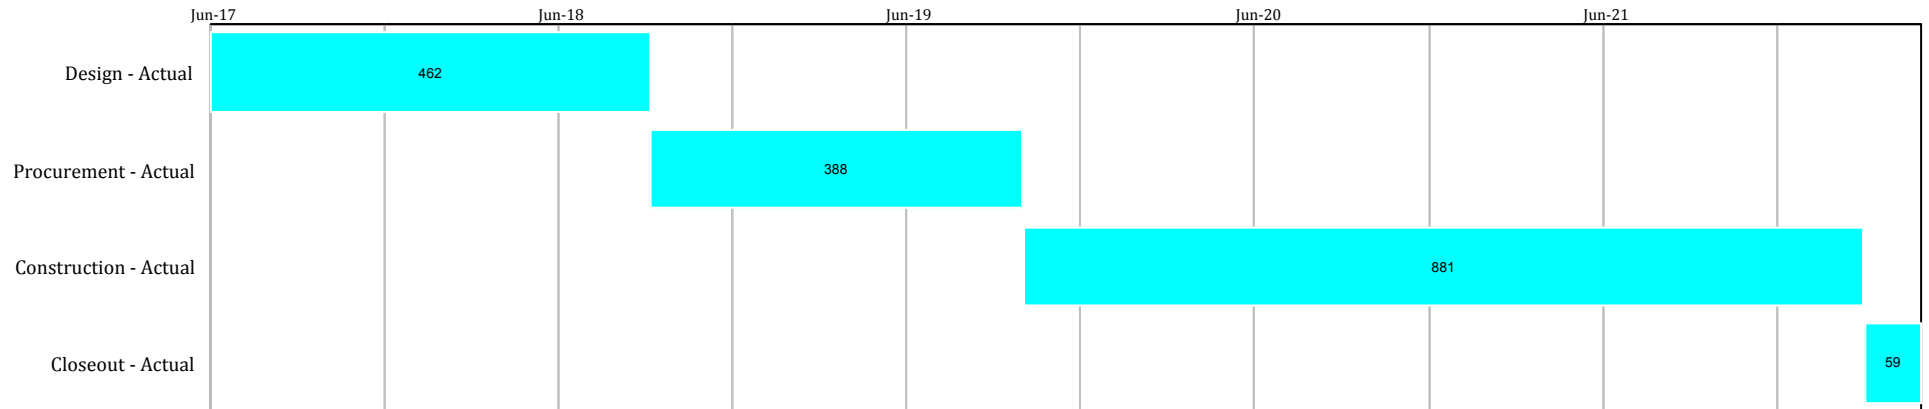 Jun-17 Jun-18 Jun-19 Jun-20 Jun-21
Design - Actual 462
Procurement - Actual 388
Construction - Actual 881
Closeout - Actual 59